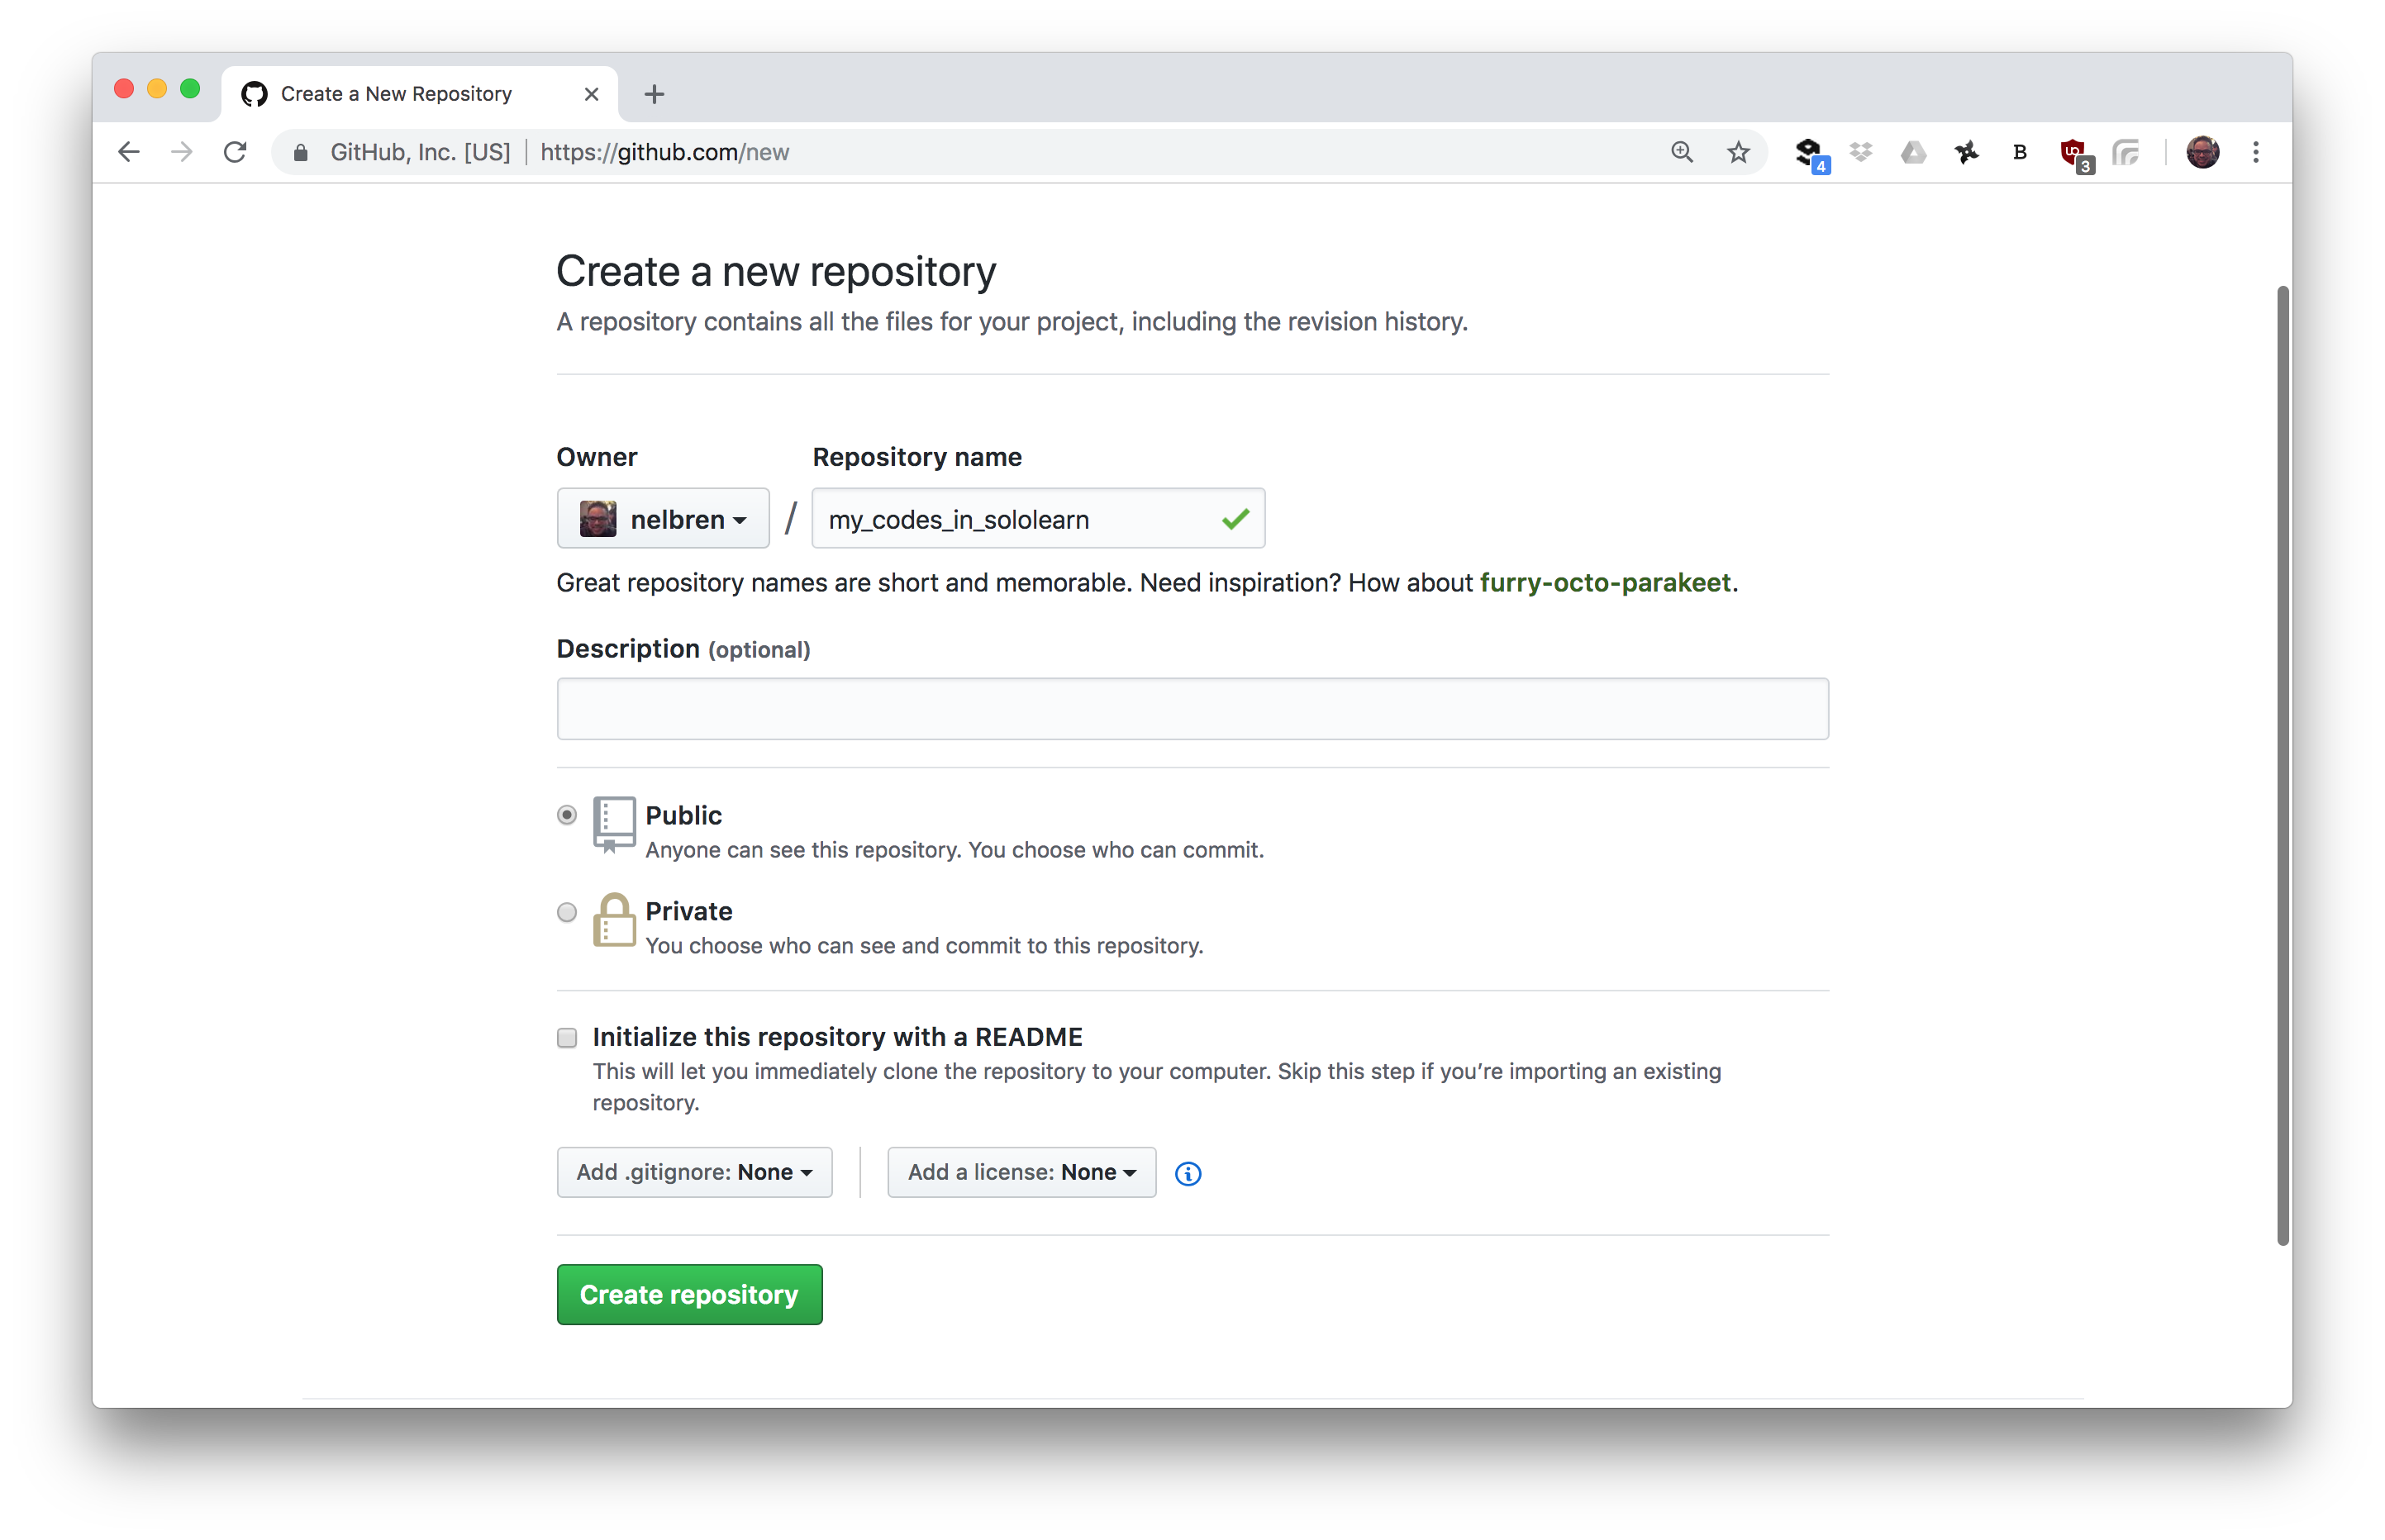 Create a New Repository
GitHub, Inc. [US] https://github.com/new
4
B
3
Create a new repository
A repository contains all the files for your project, including the revision history.
Owner Repository name
nelbren / my_codes_in_sololearn
Great repository names are short and memorable. Need inspiration? How about furry-octo-parakeet.
Description (optional)
Public
Anyone can see this repository. You choose who can commit.
Private
You choose who can see and commit to this repository.
Initialize this repository with a README
This will let you immediately clone the repository to your computer. Skip this step if you’re importing an existing
repository.
Add .gitignore: None Add a license: None
Create repository